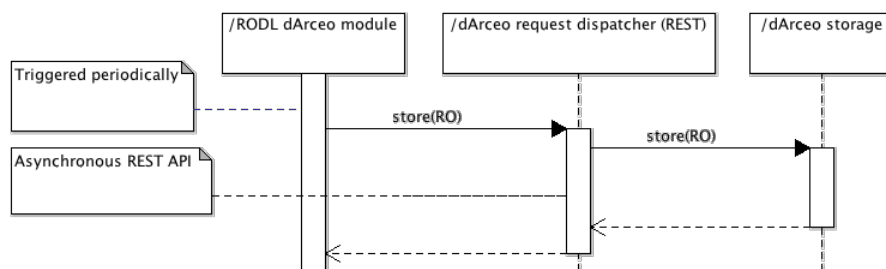 /RODL dArceo module
/dArceo request dispatcher (REST)
/dArceo storage
Triggered periodically
store(RO)
store(RO)
Asynchronous REST API